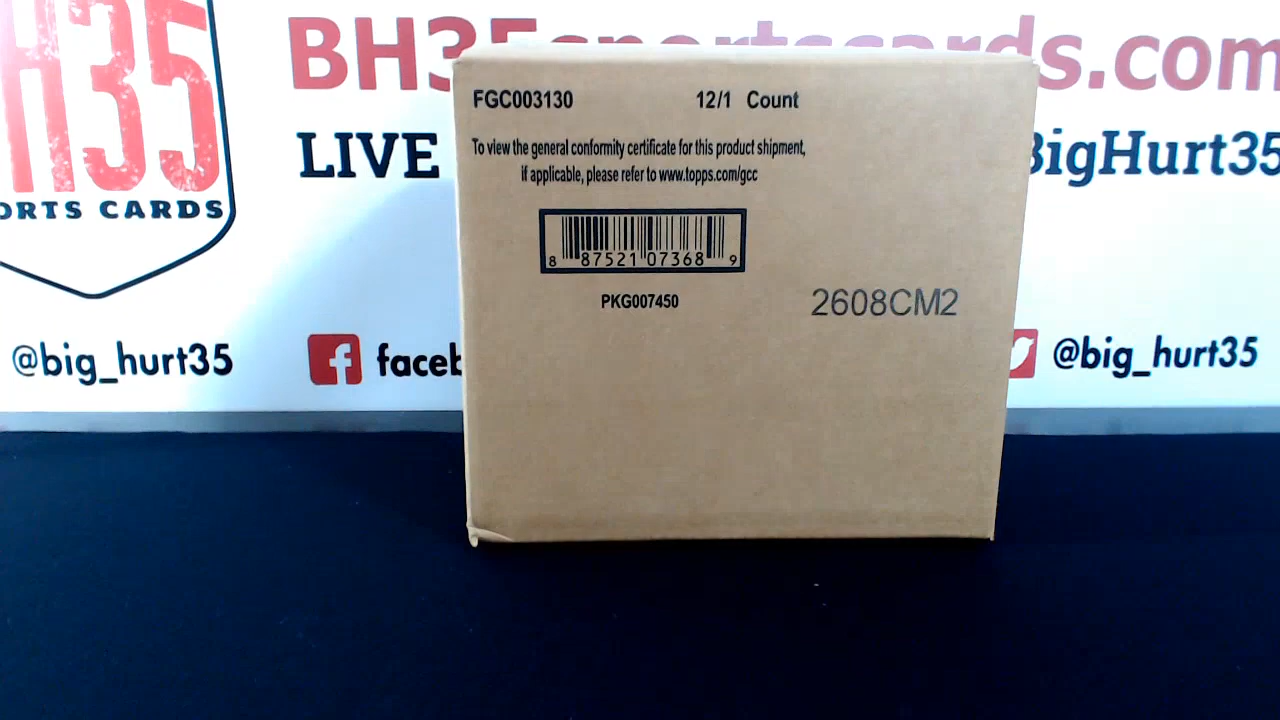 H35
ORTS CARDS
BH35sportscards.com
LIVE
BigHurt35
@big_hurt35
f
faceb
@big_hurt35
FGC003130 12/1 Count
To view the general conformity certificate for this product shipment,
if applicable, please refer to www.topps.com/gcc
8 87521 07368 9
PKG007450
2608CM2